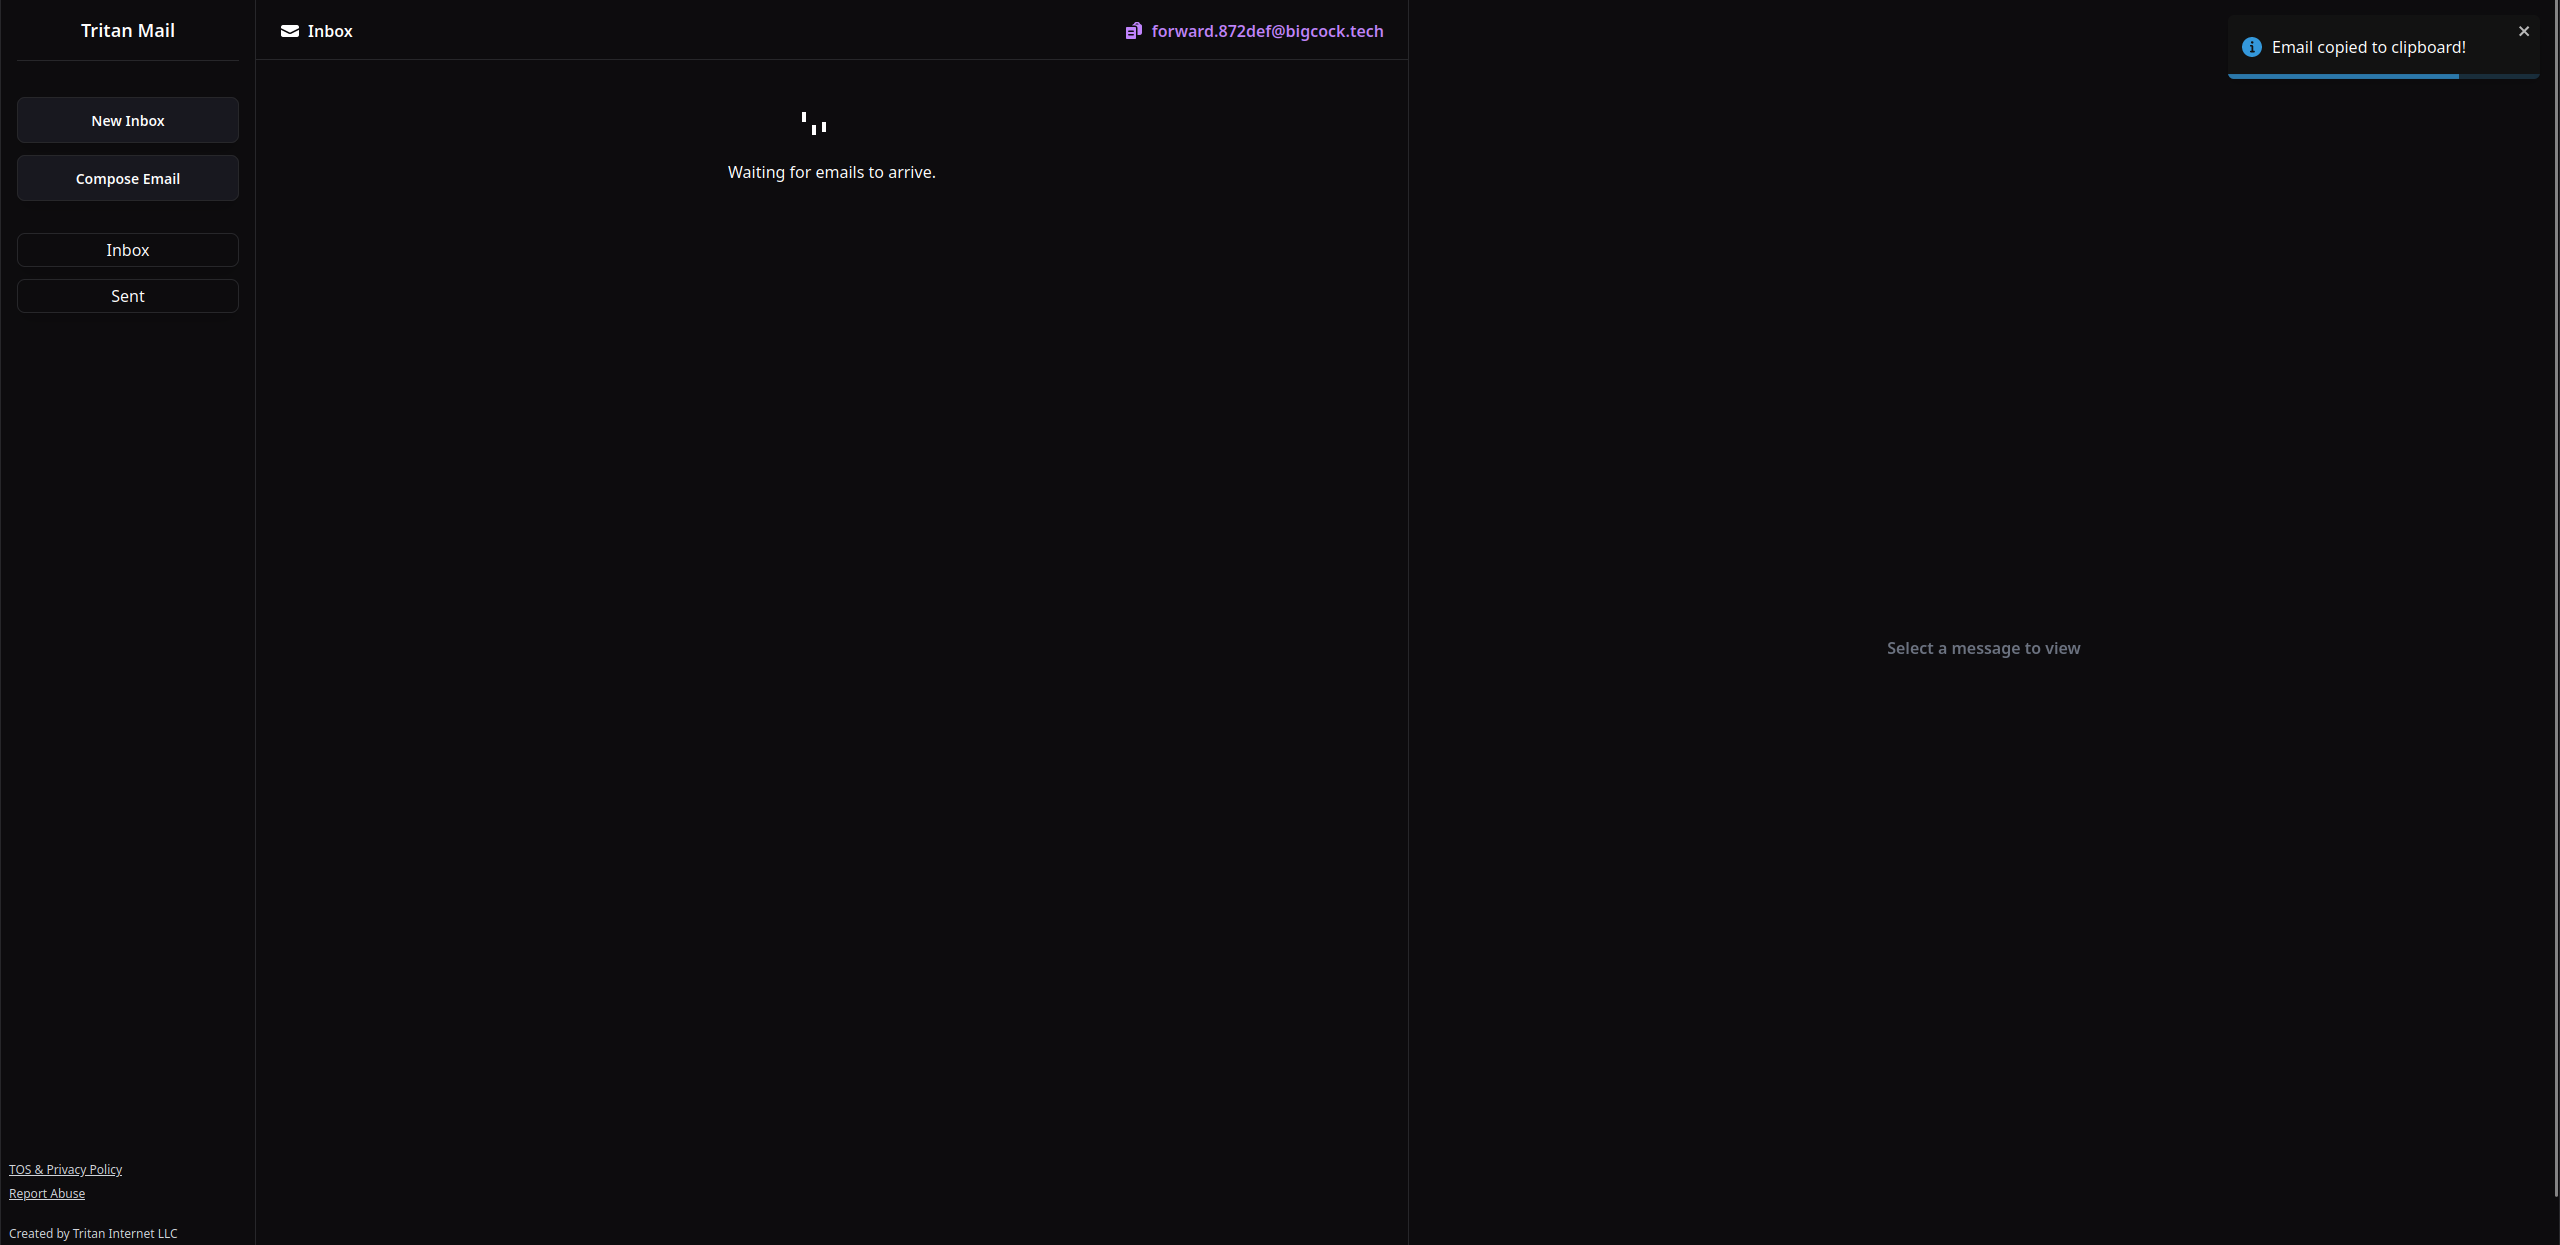 Tritan Mail
New Inbox
Compose Email
Inbox
Sent
TOS & Privacy Policy
Report Abuse
Created by Tritan Internet LLC
Inbox
forward.872def@bigcock.tech
Waiting for emails to arrive.
Email copied to clipboard!
Select a message to view